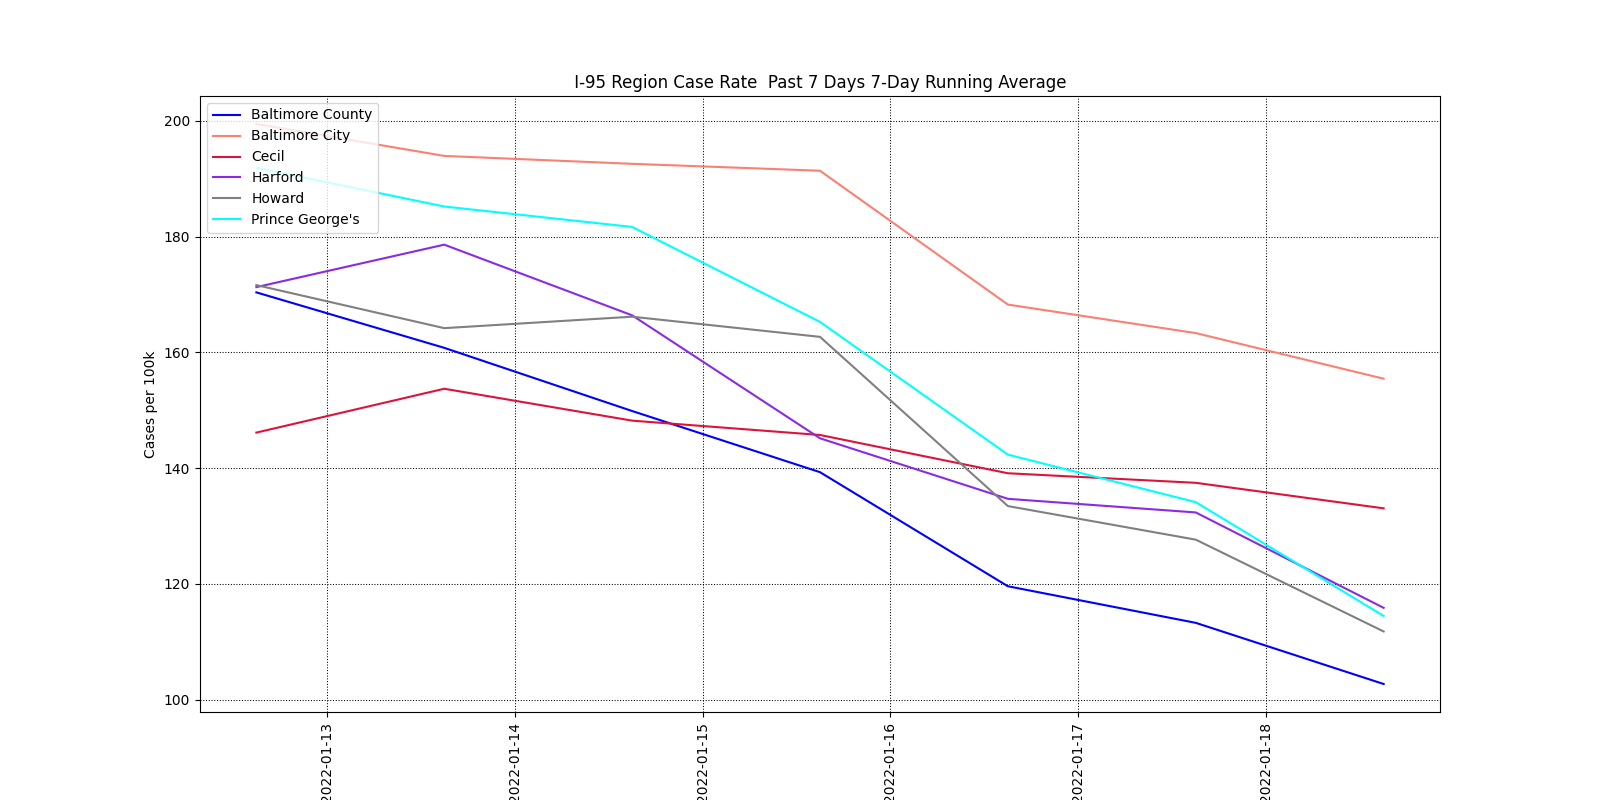 I-95 Region Case Rate  Past 7 Days 7-Day Running Average
Baltimore County
Baltimore City
Cecil
Harford
Howard
Prince George's
Cases per 100k
200
180
160
140
120
100
2022-01-13
2022-01-14
2022-01-15
2022-01-16
2022-01-17
2022-01-18